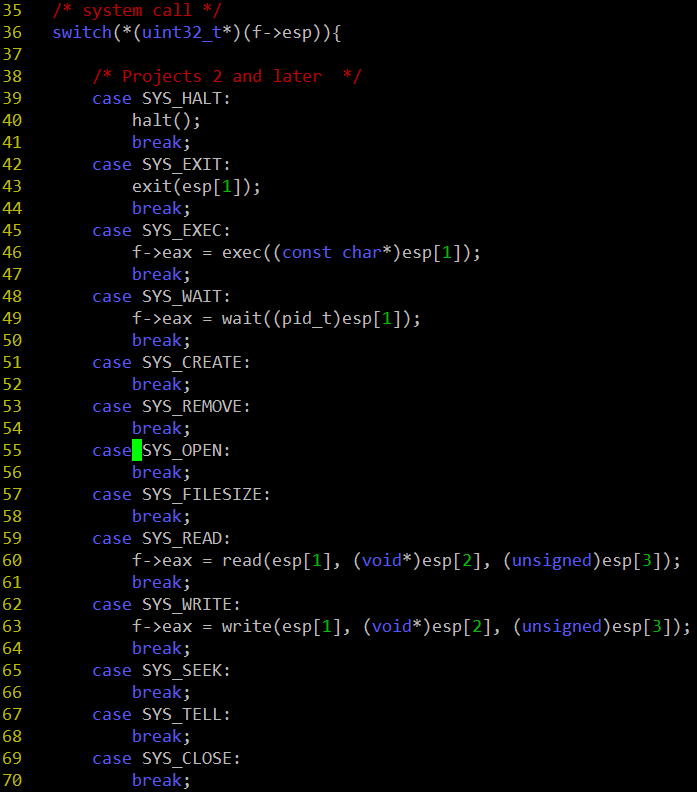 35 /* system call */
36 switch(*(uint32_t*)(f->esp)){
37
38 /* Projects 2 and later  */
39 case SYS_HALT:
40 halt();
41 break;
42 case SYS_EXIT:
43 exit(esp[1]);
44 break;
45 case SYS_EXEC:
46 f->eax = exec((const char*)esp[1]);
47 break;
48 case SYS_WAIT:
49 f->eax = wait((pid_t)esp[1]);
50 break;
51 case SYS_CREATE:
52 break;
53 case SYS_REMOVE:
54 break;
55 case SYS_OPEN:
56 break;
57 case SYS_FILESIZE:
58 break;
59 case SYS_READ:
60 f->eax = read(esp[1], (void*)esp[2], (unsigned)esp[3]);
61 break;
62 case SYS_WRITE:
63 f->eax = write(esp[1], (void*)esp[2], (unsigned)esp[3]);
64 break;
65 case SYS_SEEK:
66 break;
67 case SYS_TELL:
68 break;
69 case SYS_CLOSE:
70 break;